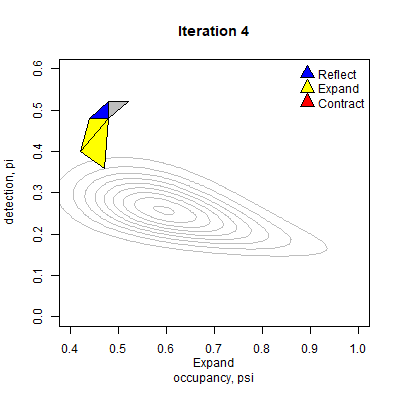 Iteration 4
Reflect
Expand
Contract
detection, pi
0.6
0.5
0.4
0.3
0.2
0.1
0.0
0.4 0.5 0.6 0.7 0.8 0.9 1.0
Expand
occupancy, psi